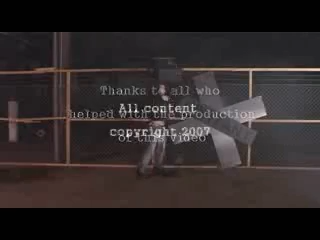 Thanks to all who
All content
helped with the production
copyright 2007
of this video